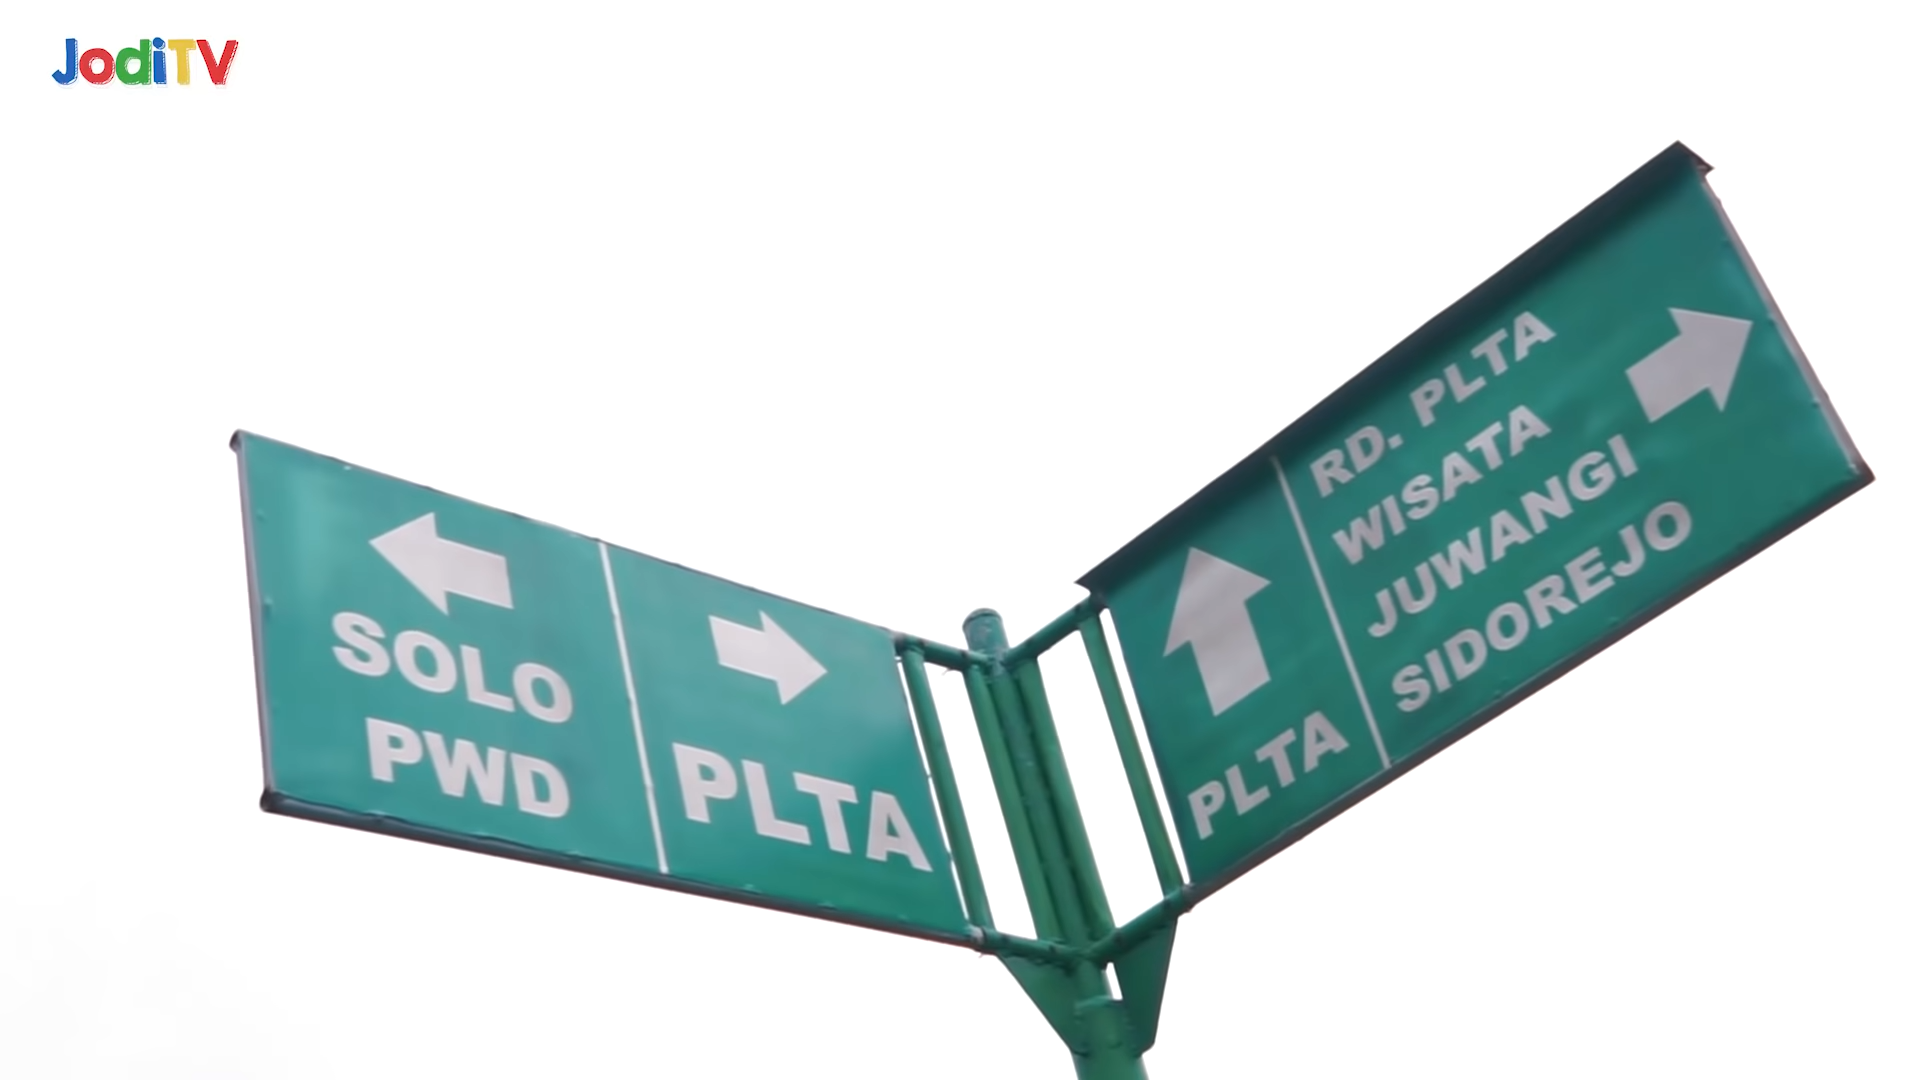 JodiTV
SOLO
PWD
PLTA
PLTA
RD. PLTA
WISATA
JUWANGI
SIDOREJO